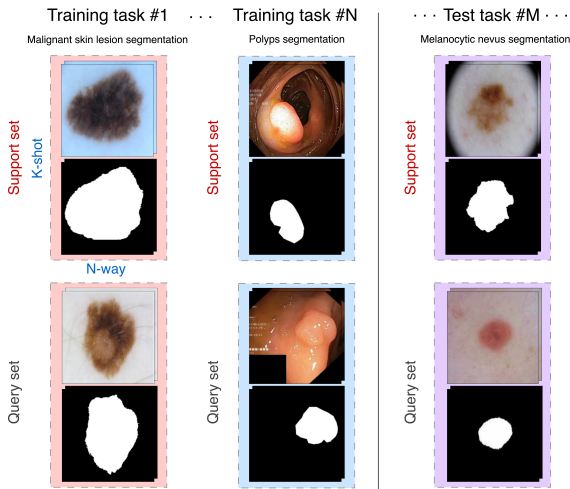 Training task #1 · · · Training task #N · · · Test task #M · · ·
Malignant skin lesion segmentation
Polyps segmentation
Melanocytic nevus segmentation
Support set
K-shot
Support set
Support set
N-way
Query set
Query set
Query set